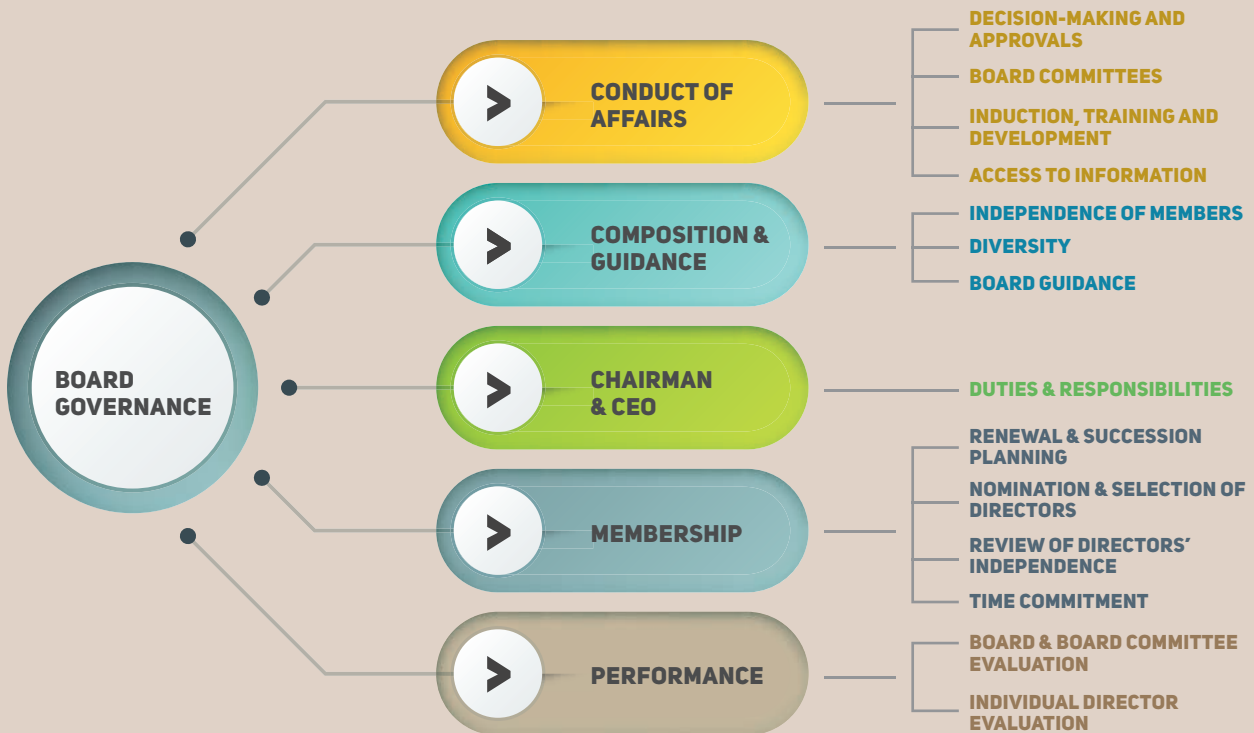 BOARD
GOVERNANCE
CONDUCT OF
AFFAIRS
DECISION-MAKING AND
APPROVALS
BOARD COMMITTEES
INDUCTION, TRAINING AND
DEVELOPMENT
ACCESS TO INFORMATION
COMPOSITION &
GUIDANCE
INDEPENDENCE OF MEMBERS
DIVERSITY
BOARD GUIDANCE
CHAIRMAN
& CEO
DUTIES & RESPONSIBILITIES
MEMBERSHIP
RENEWAL & SUCCESSION
PLANNING
NOMINATION & SELECTION OF
DIRECTORS
REVIEW OF DIRECTORS’
INDEPENDENCE
TIME COMMITMENT
PERFORMANCE
BOARD & BOARD COMMITTEE
EVALUATION
INDIVIDUAL DIRECTOR
EVALUATION